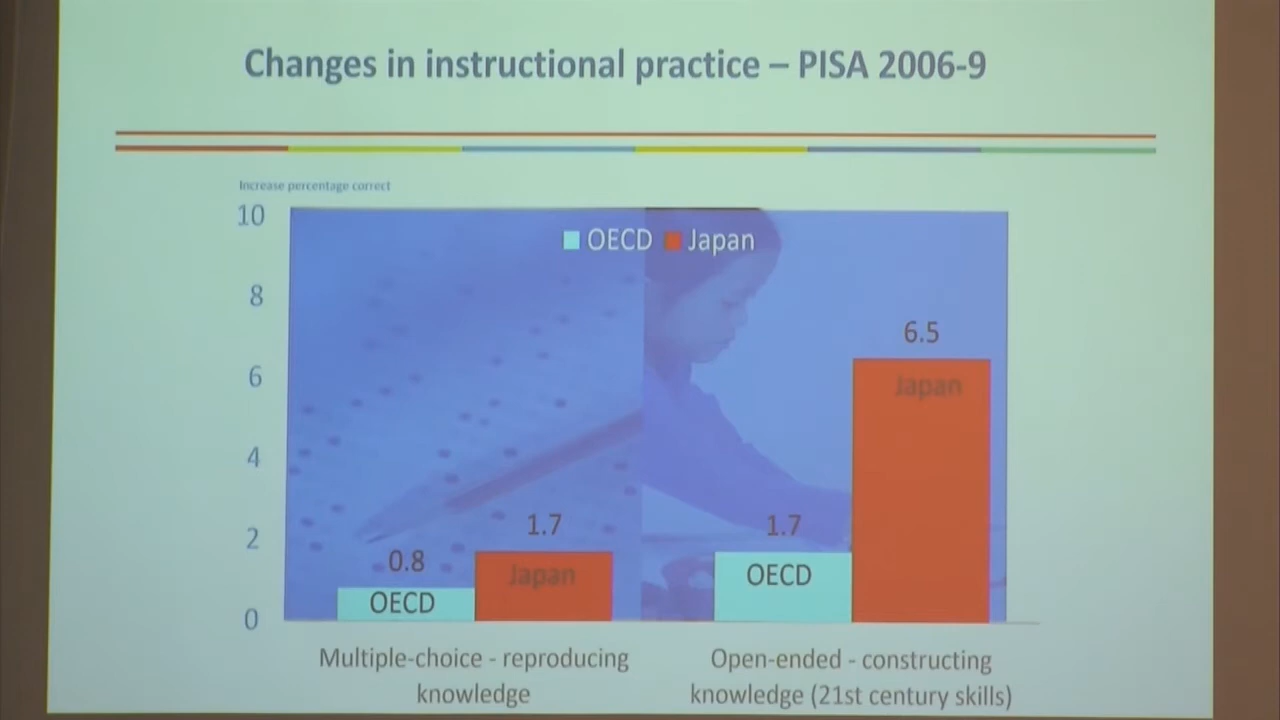 Changes in instructional practice – PISA 2006-9
Increase percentage correct
10
8
6
4
2
0
OECD Japan
0.8
OECD
1.7
Japan
1.7
OECD
6.5
Japan
Multiple-choice - reproducing
knowledge
Open-ended - constructing
knowledge (21st century skills)